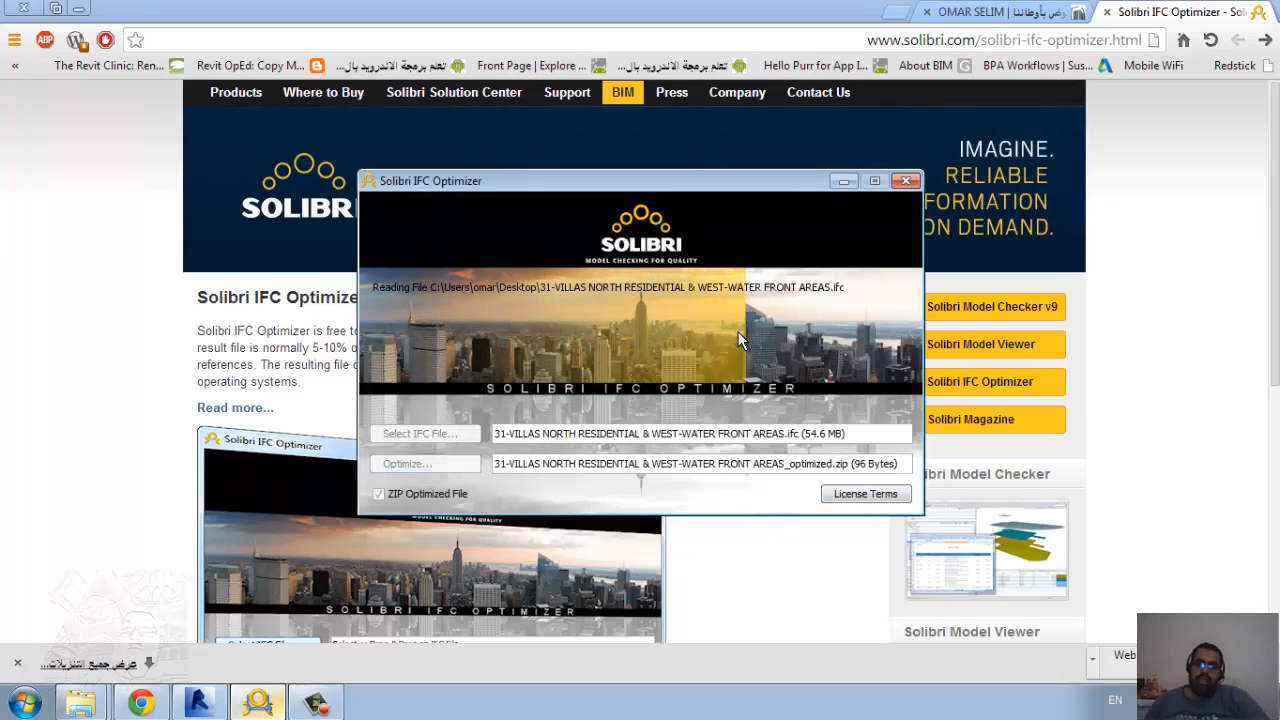 OMAR SELIM | وض بأوطاننا
Solibri IFC Optimizer - Soli
www.solibri.com/solibri-ifc-optimizer.html
ABP
»
The Revit Clinic: Ren...
Revit OpEd: Copy M...
تعلم برمجة الاندرويد بال...
Front Page | Explore ...
تعلم برمجة الاندرويد بال...
Hello Purr for App I...
About BIM
BPA Workflows | Sus...
Mobile WiFi
Redstick
Products
Where to Buy
Solibri Solution Center
Support
BIM
Press
Company
Contact Us
IMAGINE.
RELIABLE
FORMATION
ON DEMAND.
SOLIBRI
Solibri IFC Optimizer
SOLIBRI
MODEL CHECKING FOR QUALITY
Reading File C:\Users\omar\Desktop\31-VILLAS NORTH RESIDENTIAL & WEST-WATER FRONT AREAS.ifc
SOLIBRI IFC OPTIMIZER
Select IFC File...
31-VILLAS NORTH RESIDENTIAL & WEST-WATER FRONT AREAS.ifc (54.6 MB)
Optimize...
31-VILLAS NORTH RESIDENTIAL & WEST-WATER FRONT AREAS_optimized.zip (96 Bytes)
ZIP Optimized File
License Terms
Solibri IFC Optimize
Solibri IFC Optimizer is free to
result file is normally 5-10% o
references. The resulting file c
operating systems.
Read more...
Solibri IFC Optimizer
MODEL CHECKING FOR QUALITY
SOLIBRI IFC OPTIMIZER
Solibri Model Checker v9
Solibri Model Viewer
Solibri IFC Optimizer
Solibri Magazine
Solibri Model Checker
Solibri Model Viewer
عرض جميع التنزيلات...
Web
EN